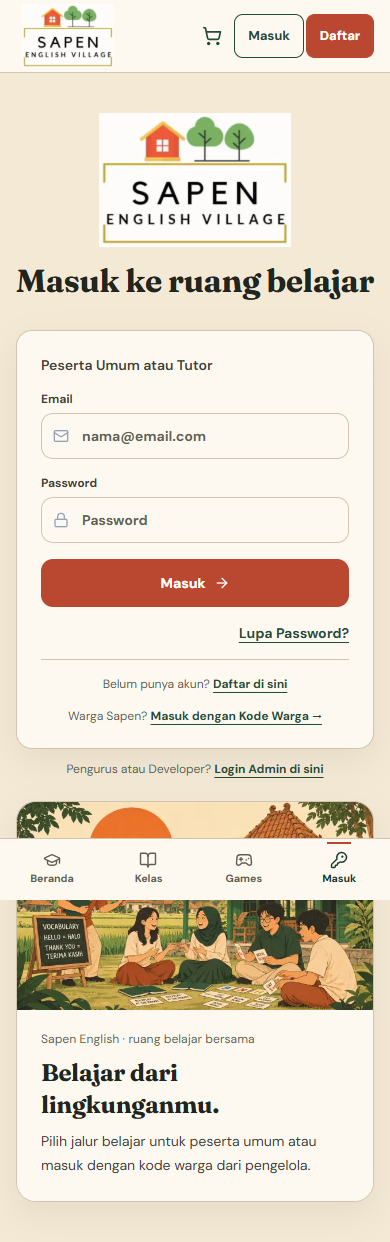 SAPEN
ENGLISH VILLAGE
Masuk
Daftar
SAPEN
ENGLISH VILLAGE
Masuk ke ruang belajar
Peserta Umum atau Tutor
Email
nama@email.com
Password
Password
Masuk →
Lupa Password?
Belum punya akun? Daftar di sini
Warga Sapen? Masuk dengan Kode Warga →
Pengurus atau Developer? Login Admin di sini
Beranda
Kelas
Games
Masuk
VOCABULARY
HELLO = HALO
THANK YOU =
TERIMA KASIH
Sapen English · ruang belajar bersama
Belajar dari
lingkunganmu.
Pilih jalur belajar untuk peserta umum atau
masuk dengan kode warga dari pengelola.